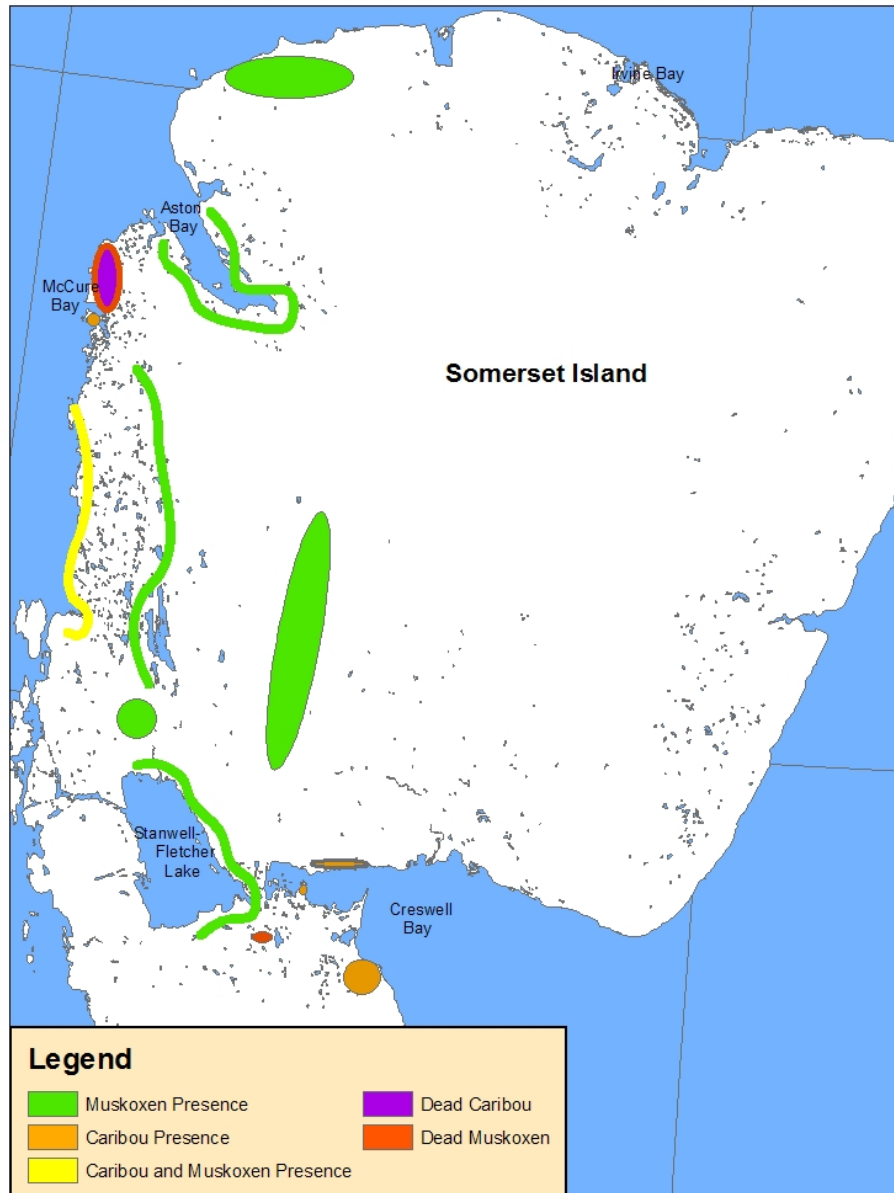 Irvine Bay
Aston
Bay
McCure
Bay
Somerset Island
Stanwell-
Fletcher
Lake
Creswell
Bay
Legend
Muskoxen Presence
Caribou Presence
Caribou and Muskoxen Presence
Dead Caribou
Dead Muskoxen